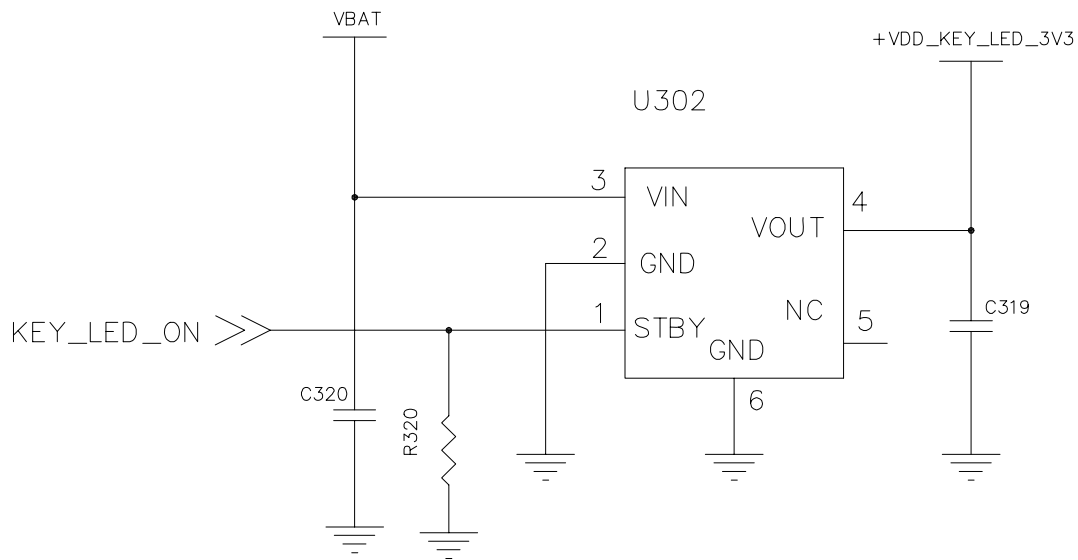 VBAT
+VDD_KEY_LED_3V3
U302
3
VIN
4
VOUT
2
GND
C319
NC
5
1
STBY
KEY_LED_ON
GND
6
C320
R320